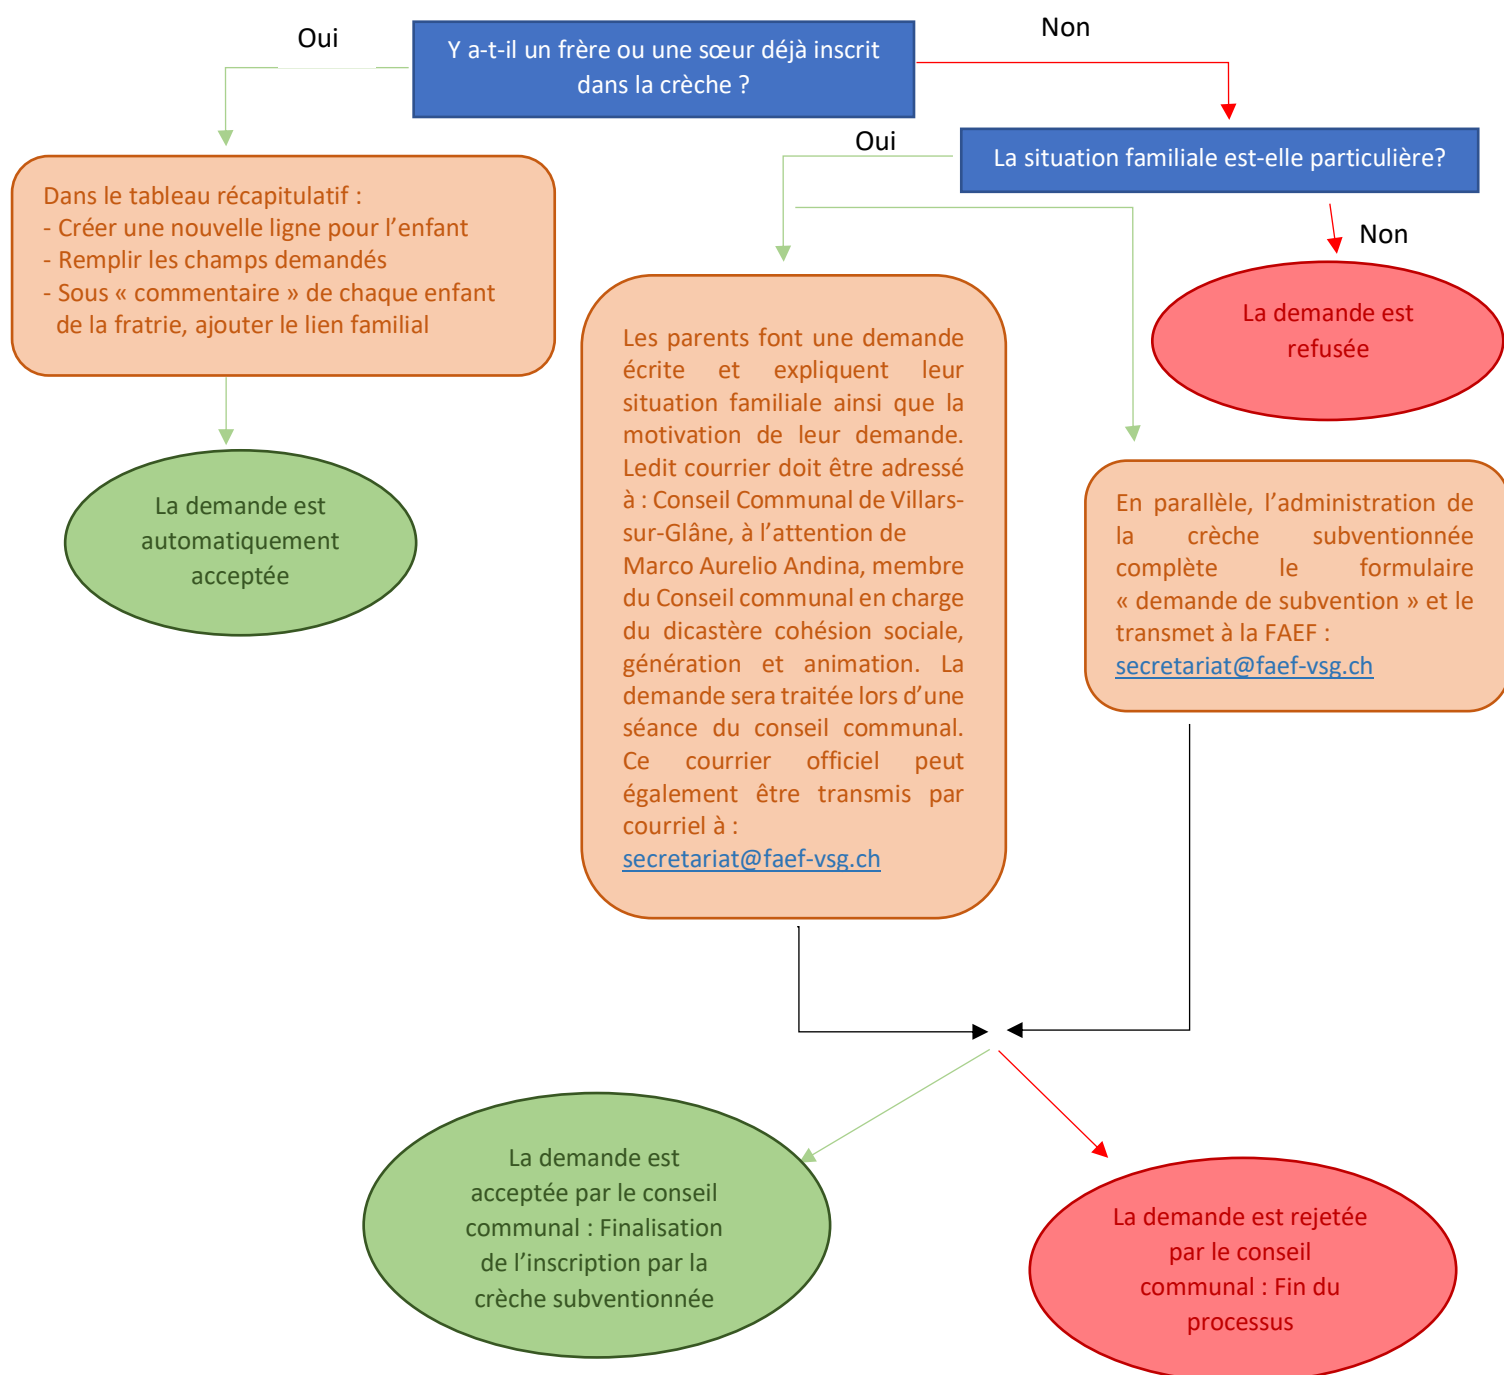 Oui
Y a-t-il un frère ou une sœur déjà inscrit
dans la crèche ?
Non
Oui
La situation familiale est-elle particulière?
Non
Dans le tableau récapitulatif :
- Créer une nouvelle ligne pour l’enfant
- Remplir les champs demandés
- Sous « commentaire » de chaque enfant
de la fratrie, ajouter le lien familial
La demande est
refusée
Les parents font une demande
écrite et expliquent leur
situation familiale ainsi que la
motivation de leur demande.
Ledit courrier doit être adressé
à : Conseil Communal de Villars-
sur-Glâne, à l’attention de
Marco Aurelio Andina, membre
du Conseil communal en charge
du dicastère cohésion sociale,
génération et animation. La
demande sera traitée lors d’une
séance du conseil communal.
Ce courrier officiel peut
également être transmis par
courriel à :
secretariat@faef-vsg.ch
La demande est
automatiquement
acceptée
En parallèle, l’administration de
la crèche subventionnée
complète le formulaire
« demande de subvention » et le
transmet à la FAEF :
secretariat@faef-vsg.ch
La demande est
acceptée par le conseil
communal : Finalisation
de l’inscription par la
crèche subventionnée
La demande est rejetée
par le conseil
communal : Fin du
processus